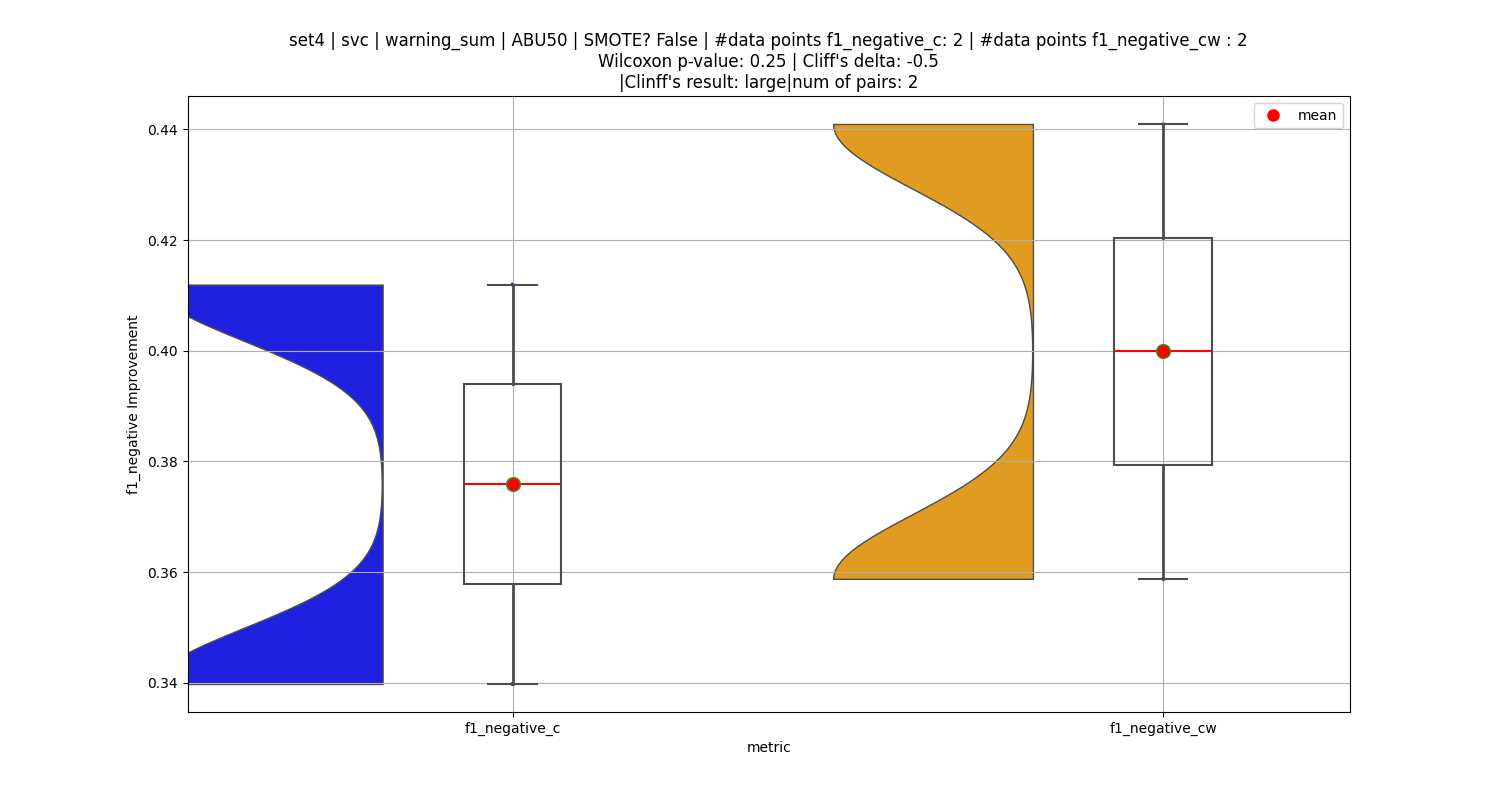 set4 | svc | warning_sum | ABU50 | SMOTE? False | #data points f1_negative_c: 2 | #data points f1_negative_cw : 2
Wilcoxon p-value: 0.25 | Cliff's delta: -0.5
|Clinff's result: large|num of pairs: 2
mean
0.44
0.42
0.40
0.38
0.36
0.34
f1_negative Improvement
f1_negative_c
f1_negative_cw
metric